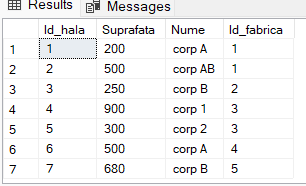 Results Messages
Id_hala Suprafata Nume Id_fabrica
1 1 200 corp A 1
2 2 500 corp AB 1
3 3 250 corp B 2
4 4 900 corp 1 3
5 5 300 corp 2 3
6 6 500 corp A 4
7 7 680 corp B 5